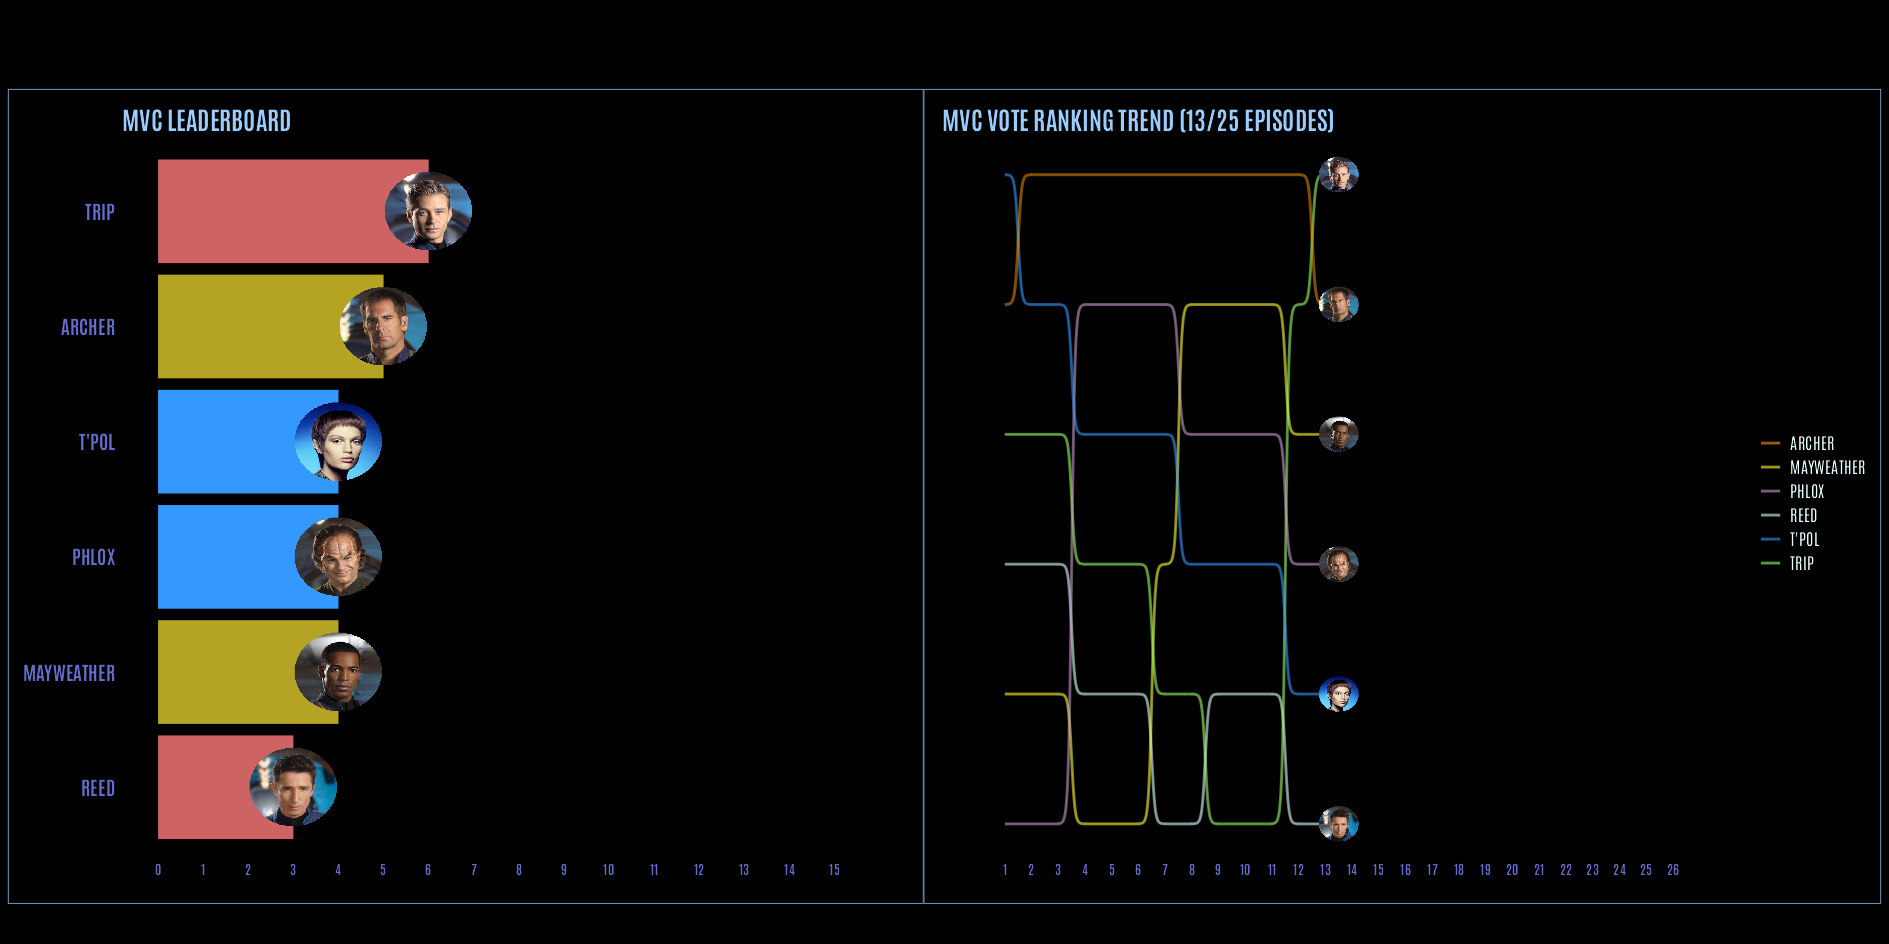 MVC LEADERBOARD
TRIP
ARCHER
T'POL
PHLOX
MAYWEATHER
REED
0 1 2 3 4 5 6 7 8 9 10 11 12 13 14 15
MVC VOTE RANKING TREND (13/25 EPISODES)
1 2 3 4 5 6 7 8 9 10 11 12 13 14 15 16 17 18 19 20 21 22 23 24 25 26
ARCHER
MAYWEATHER
PHLOX
REED
T'POL
TRIP